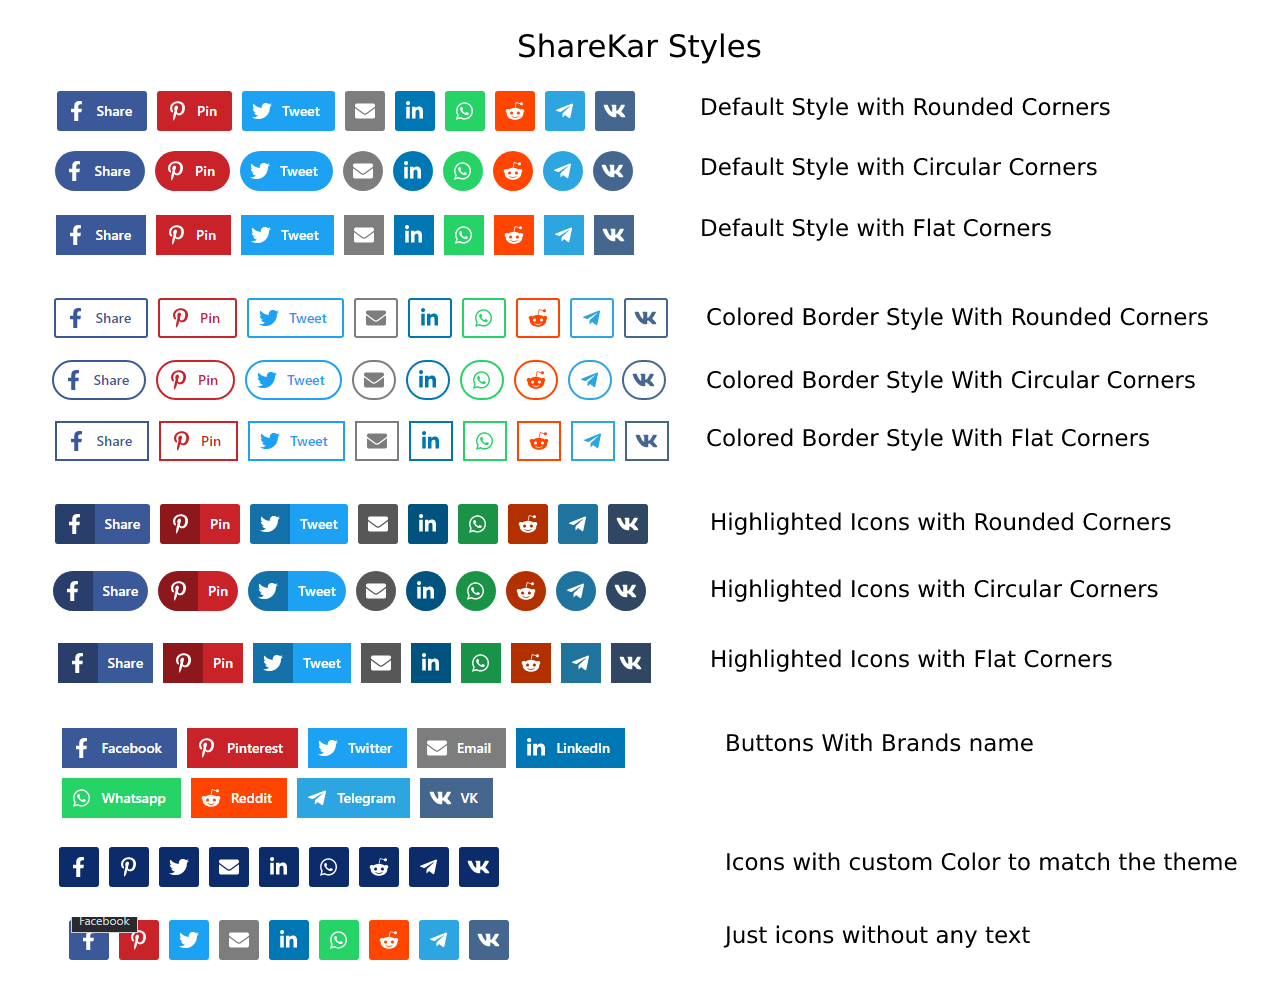 ShareKar Styles
Share Pin Tweet Default Style with Rounded Corners
Share Pin Tweet Default Style with Circular Corners
Share Pin Tweet Default Style with Flat Corners
Share Pin Tweet Colored Border Style With Rounded Corners
Share Pin Tweet Colored Border Style With Circular Corners
Share Pin Tweet Colored Border Style With Flat Corners
Share Pin Tweet Highlighted Icons with Rounded Corners
Share Pin Tweet Highlighted Icons with Circular Corners
Share Pin Tweet Highlighted Icons with Flat Corners
Facebook Pinterest Twitter Email LinkedIn Buttons With Brands name
Whatsapp Reddit Telegram VK
Icons with custom Color to match the theme
Facebook
Just icons without any text